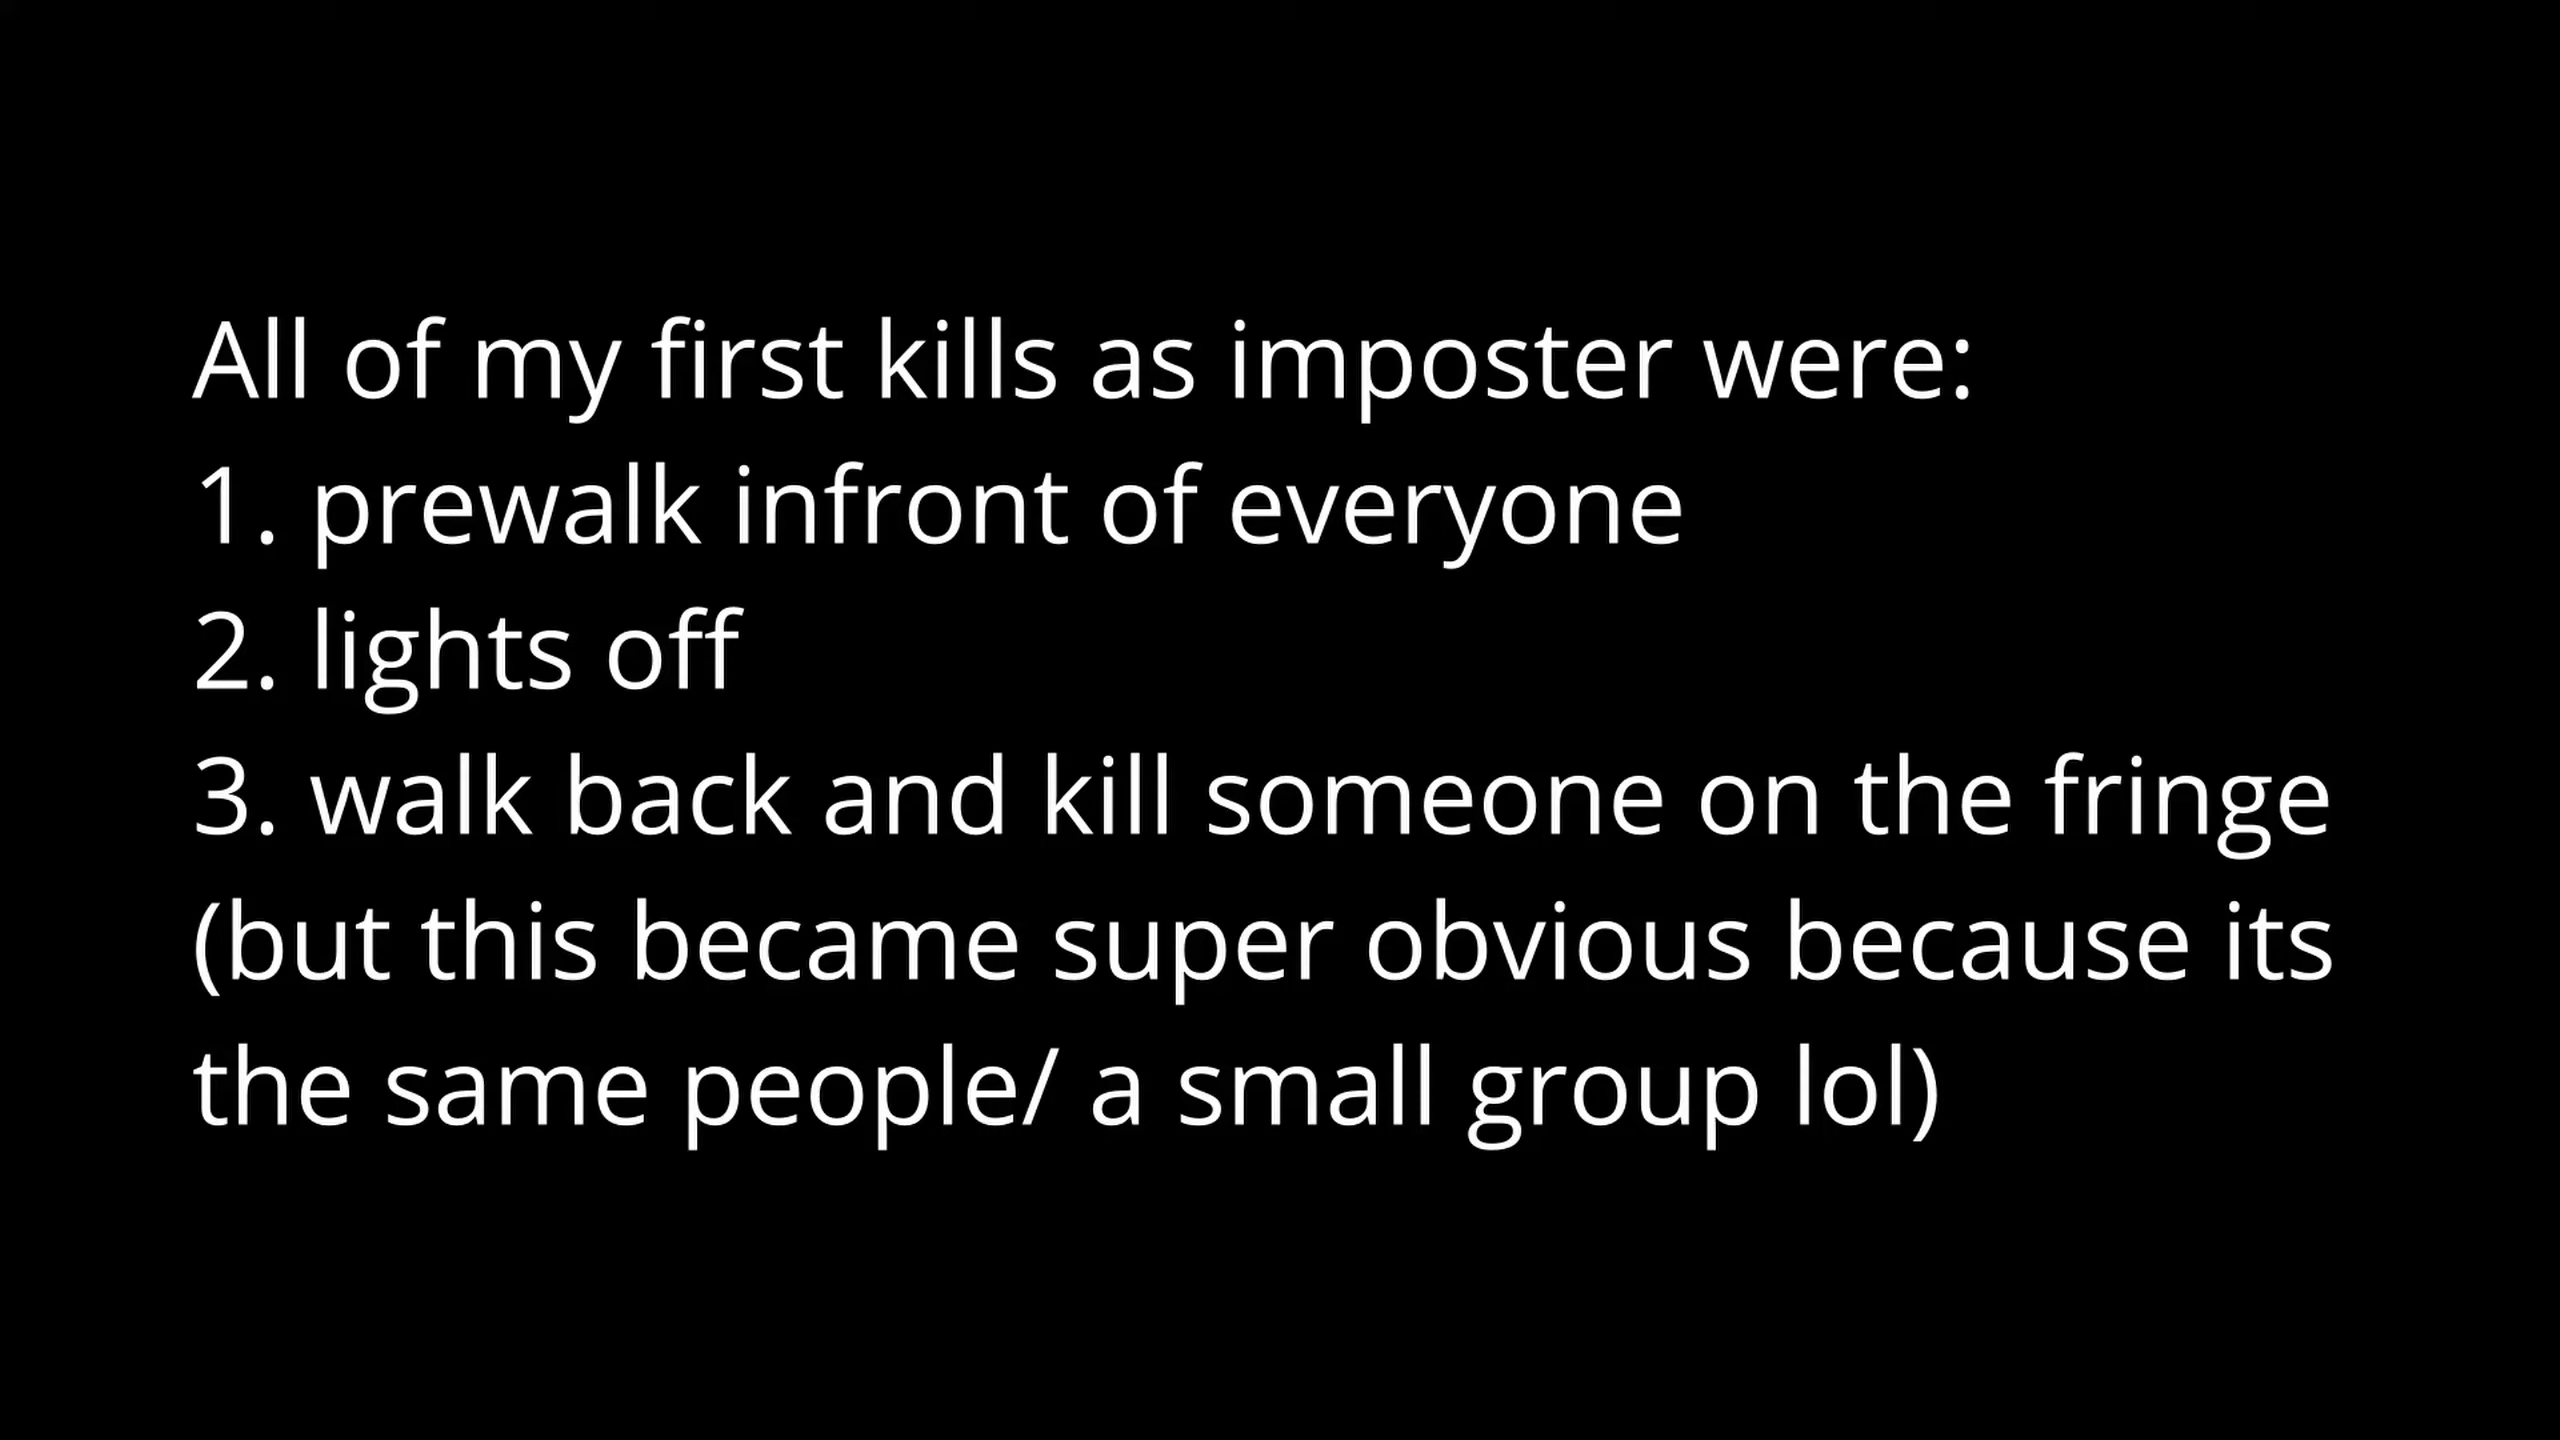 All of my first kills as imposter were:
1. prewalk infront of everyone
2. lights off
3. walk back and kill someone on the fringe
(but this became super obvious because its
the same people/ a small group lol)